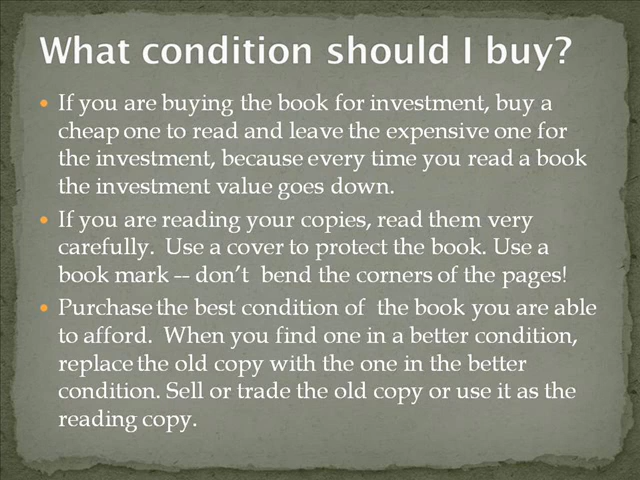 What condition should I buy?
• If you are buying the book for investment, buy a
cheap one to read and leave the expensive one for
the investment, because every time you read a book
the investment value goes down.
• If you are reading your copies, read them very
carefully.  Use a cover to protect the book. Use a
book mark -- don't  bend the corners of the pages!
• Purchase the best condition of  the book you are able
to afford.  When you find one in a better condition,
replace the old copy with the one in the better
condition. Sell or trade the old copy or use it as the
reading copy.